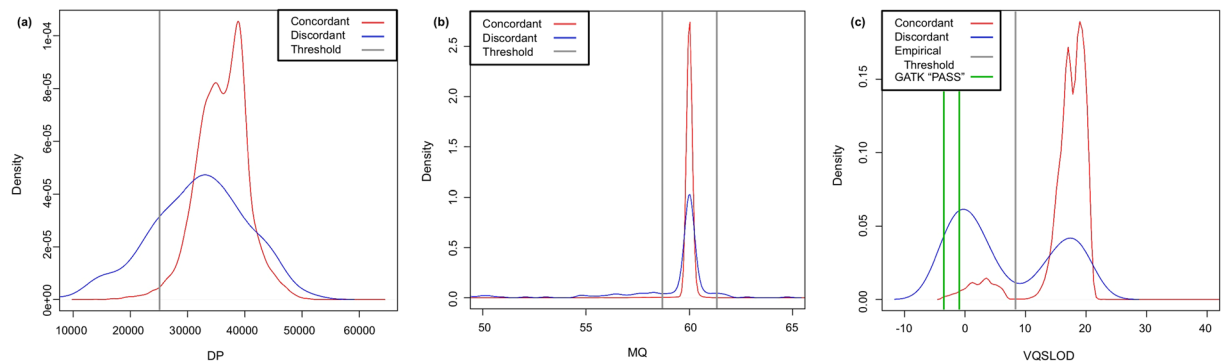 (a)
Concordant
Discordant
Threshold
Density
0e+00 2e-05 4e-05 6e-05 8e-05 1e-04
10000 20000 30000 40000 50000 60000
DP
(b)
Concordant
Discordant
Threshold
Density
0.0 0.5 1.0 1.5 2.0 2.5
50 55 60 65
MQ
(c)
Concordant
Discordant
Empirical
Threshold
GATK “PASS”
Density
0.00 0.05 0.10 0.15
-10 0 10 20 30 40
VQSLOD